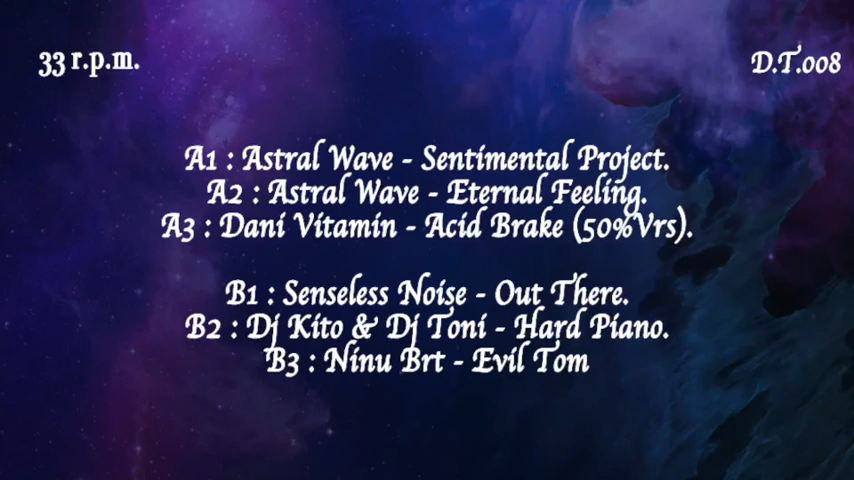 33 r.p.m.
D.T.008
A1 : Astral Wave - Sentimental Project.
A2 : Astral Wave - Eternal Feeling.
A3 : Dani Vitamin - Acid Brake (50%Vrs).
B1 : Senseless Noise - Out There.
B2 : Dj Kito & Dj Toni - Hard Piano.
B3 : Ninu Brt - Evil Tom